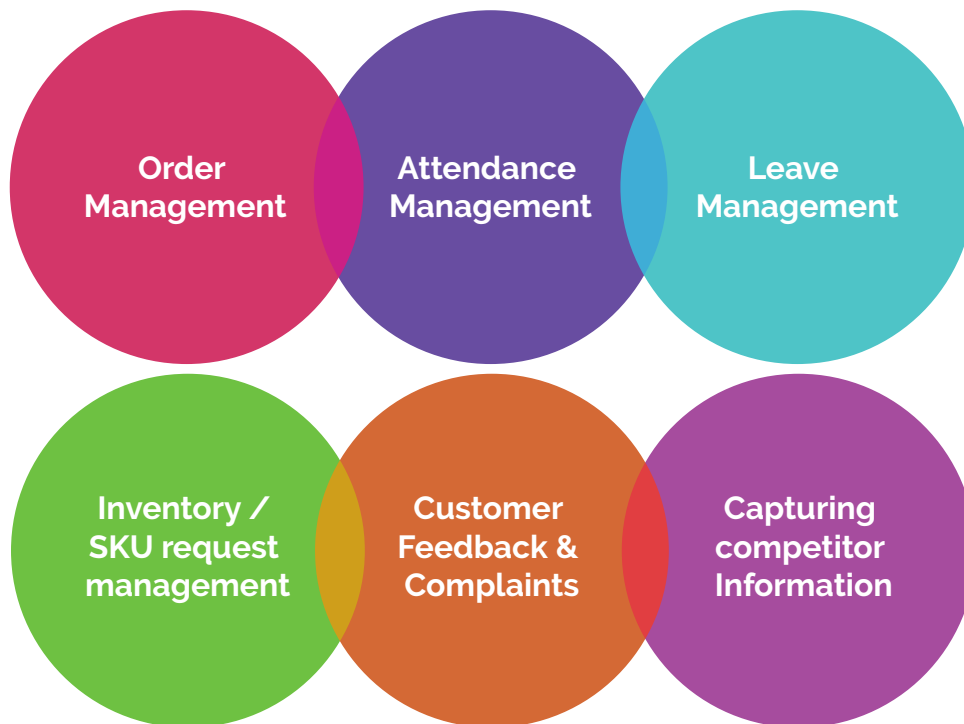 Order
Management
Attendance
Management
Leave
Management
Inventory /
SKU request
management
Customer
Feedback &
Complaints
Capturing
competitor
Information